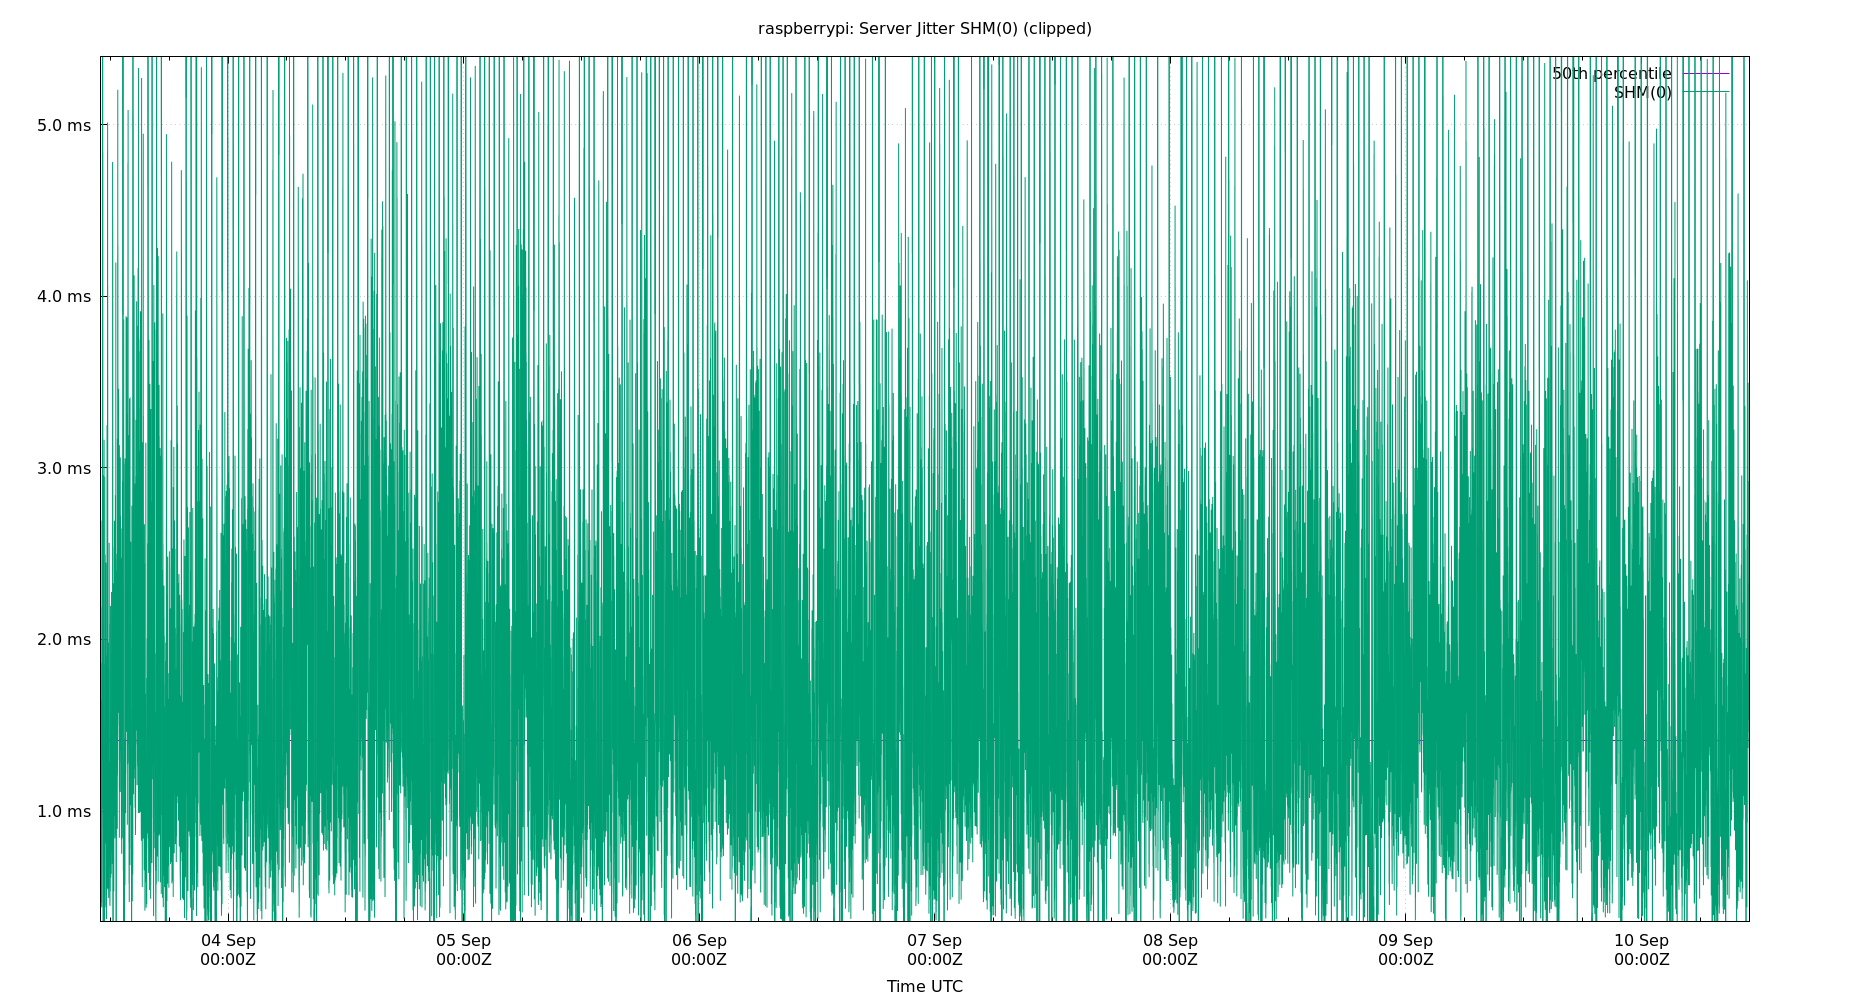 raspberrypi: Server Jitter SHM(0) (clipped)
50th percentile
SHM(0)
5.0 ms
4.0 ms
3.0 ms
2.0 ms
1.0 ms
04 Sep 05 Sep 06 Sep 07 Sep 08 Sep 09 Sep 10 Sep
00:00Z 00:00Z 00:00Z 00:00Z 00:00Z 00:00Z 00:00Z
Time UTC